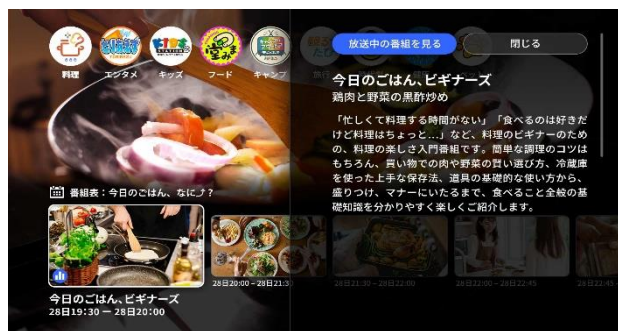 料理
エンタメ
キッズ
フード
キャンプ
放送中の番組を見る
閉じる
今日のごはん、ビギナーズ
鶏肉と野菜の黒酢炒め
「忙しくて料理する時間がない」「食べるのは好きだ
けど料理はちょっと...」など、料理のビギナーのため
の、料理の楽しさ入門番組です。簡単な調理のコツは
もちろん、買い物での肉や野菜の賢い選び方、冷蔵庫
を使った上手な保存法、道具の基礎的な使い方から、
盛りつけ、マナーにいたるまで、食べること全般の基
礎知識を分かりやすく楽しくご紹介します。
番組表：今日のごはん、なに⤴？
今日のごはん、ビギナーズ
28日19:30 ー 28日20:00
28日20:00 – 28日21:3
28日21:30 – 28日22:00
28日22:00 – 28日22:45
28日22:45